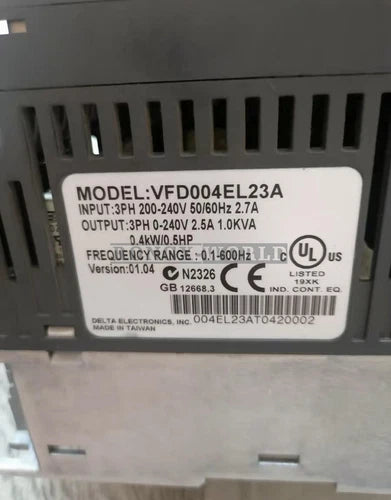 MODEL:VFD004EL23A
INPUT:3PH 200-240V 50/60Hz 2.7A
OUTPUT:3PH 0-240V 2.5A 1.0KVA
0.4kW/0.5HP
FREQUENCY RANGE : 0.1-600Hz
Version:01.04
N2326
GB 12668.3
c UL US
LISTED
19XK
IND. CONT. EQ.
DELTA ELECTRONICS, INC.
MADE IN TAIWAN
004EL23AT0420002